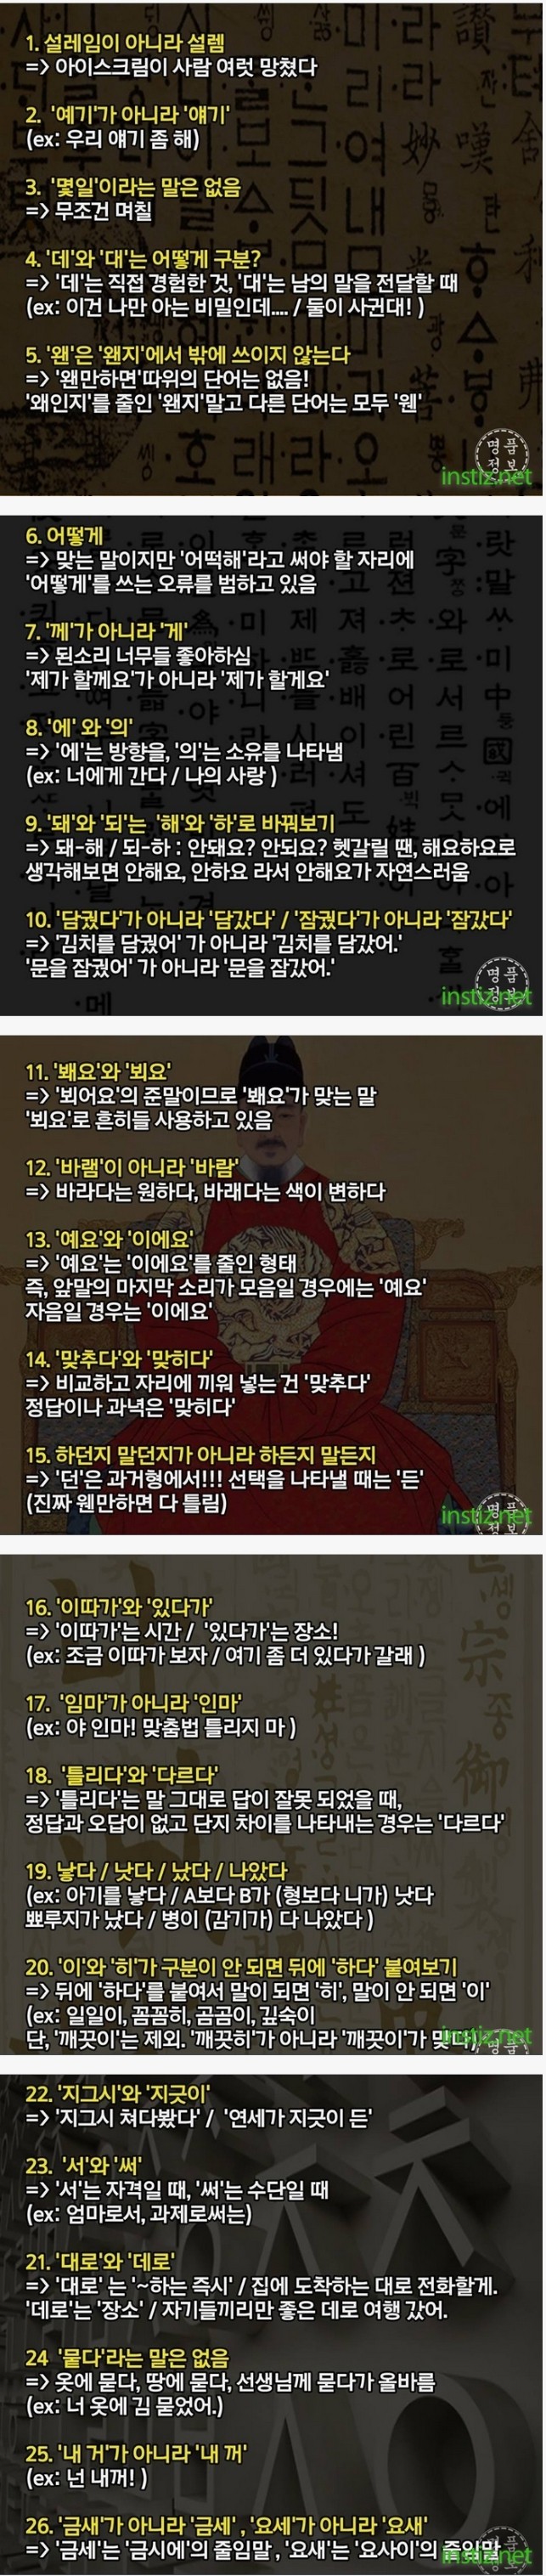 1. 설레임이 아니라 설렘
=> 아이스크림이 사람 여럿 망쳤다
2. '예기'가 아니라 '얘기'
(ex: 우리 얘기 좀 해)
3. '몇일'이라는 말은 없음
=> 무조건 며칠
4. '데'와 '대'는 어떻게 구분?
=> '데'는 직접 경험한 것, '대'는 남의 말을 전달할 때
(ex: 이건 나만 아는 비밀인데.... / 둘이 사귄대! )
5. '왠'은 '왠지'에서 밖에 쓰이지 않는다
=> '왠만하면'따위의 단어는 없음!
'왜인지'를 줄인 '왠지'말고 다른 단어는 모두 '웬'
명품정보
instiz.net
6. 어떻게
=> 맞는 말이지만 '어떡해'라고 써야 할 자리에
'어떻게'를 쓰는 오류를 범하고 있음
7. '께'가 아니라 '게'
=> 된소리 너무들 좋아하심
'제가 할께요'가 아니라 '제가 할게요'
8. '에' 와 '의'
=> '에'는 방향을, '의'는 소유를 나타냄
(ex: 너에게 간다 / 나의 사랑 )
9. '돼'와 '되'는 '해'와 '하'로 바꿔보기
=> 돼-해 / 되-하 : 안돼요? 안되요? 헷갈릴 땐, 해요하요로
생각해보면 안해요, 안하요 라서 안해요가 자연스러움
10. '담궜다'가 아니라 '담갔다' / '잠궜다'가 아니라 '잠갔다'
=> '김치를 담궜어' 가 아니라 '김치를 담갔어.'
'문을 잠궜어' 가 아니라 '문을 잠갔어.'
명품정보
instiz.net
11. '봬요'와 '뵈요'
=> '뵈어요'의 준말이므로 '봬요'가 맞는 말
'뵈요'로 흔히들 사용하고 있음
12. '바램'이 아니라 '바람'
=> 바라다는 원하다, 바래다는 색이 변하다
13. '예요'와 '이에요'
=> '예요'는 '이에요'를 줄인 형태
즉, 앞말의 마지막 소리가 모음일 경우에는 '예요'
자음일 경우는 '이에요'
14. '맞추다'와 '맞히다'
=> 비교하고 자리에 끼워 넣는 건 '맞추다'
정답이나 과녁은 '맞히다'
15. 하던지 말던지가 아니라 하든지 말든지
=> '던'은 과거형에서!!! 선택을 나타낼 때는 '든'
(진짜 웬만하면 다 틀림)
명품정보
instiz.net
16. '이따가'와 '있다가'
=> '이따가'는 시간 / '있다가'는 장소!
(ex: 조금 이따가 보자 / 여기 좀 더 있다가 갈래 )
17. '임마'가 아니라 '인마'
(ex: 야 인마! 맞춤법 틀리지 마 )
18. '틀리다'와 '다르다'
=> '틀리다'는 말 그대로 답이 잘못 되었을 때,
정답과 오답이 없고 단지 차이를 나타내는 경우는 '다르다'
19. 낳다 / 낫다 / 났다 / 나았다
(ex: 아기를 낳다 / A보다 B가 (형보다 니가) 낫다
뾰루지가 났다 / 병이 (감기가) 다 나았다 )
20. '이'와 '히'가 구분이 안 되면 뒤에 '하다' 붙여보기
=> 뒤에 '하다'를 붙여서 말이 되면 '히', 말이 안 되면 '이'
(ex: 일일이, 꼼꼼히, 곰곰이, 깊숙이
단, '깨끗이'는 제외. '깨끗히'가 아니라 '깨끗이'가 맞다)
instiz.net
22. '지그시'와 '지긋이'
=> '지그시 쳐다봤다' / '연세가 지긋이 든'
23. '서'와 '써'
=> '서'는 자격일 때, '써'는 수단일 때
(ex: 엄마로서, 과제로써는)
21. '대로'와 '데로'
=> '대로' 는 '~하는 즉시' / 집에 도착하는 대로 전화할게.
'데로'는 '장소' / 자기들끼리만 좋은 데로 여행 갔어.
24 '뭍다'라는 말은 없음
=> 옷에 묻다, 땅에 묻다, 선생님께 묻다가 올바름
(ex: 너 옷에 김 묻었어.)
25. '내 거'가 아니라 '내 꺼'
(ex: 넌 내꺼! )
26. '금새'가 아니라 '금세' , '요세'가 아니라 '요새'
=> '금세'는 '금시에'의 줄임말 , '요새'는 '요사이'의 줄임말
instiz.net